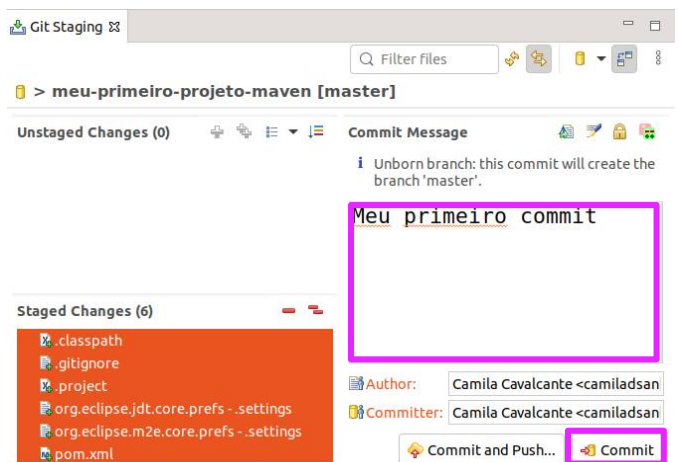 Git Staging
Filter files
> meu-primeiro-projeto-maven [master]
Unstaged Changes (0)
Commit Message
Unborn branch: this commit will create the
branch 'master'.
Meu primeiro commit
Staged Changes (6)
.classpath
.gitignore
.project
org.eclipse.jdt.core.prefs - .settings
org.eclipse.m2e.core.prefs - .settings
pom.xml
Author: Camila Cavalcante <camiladsan
Committer: Camila Cavalcante <camiladsan
Commit and Push... Commit